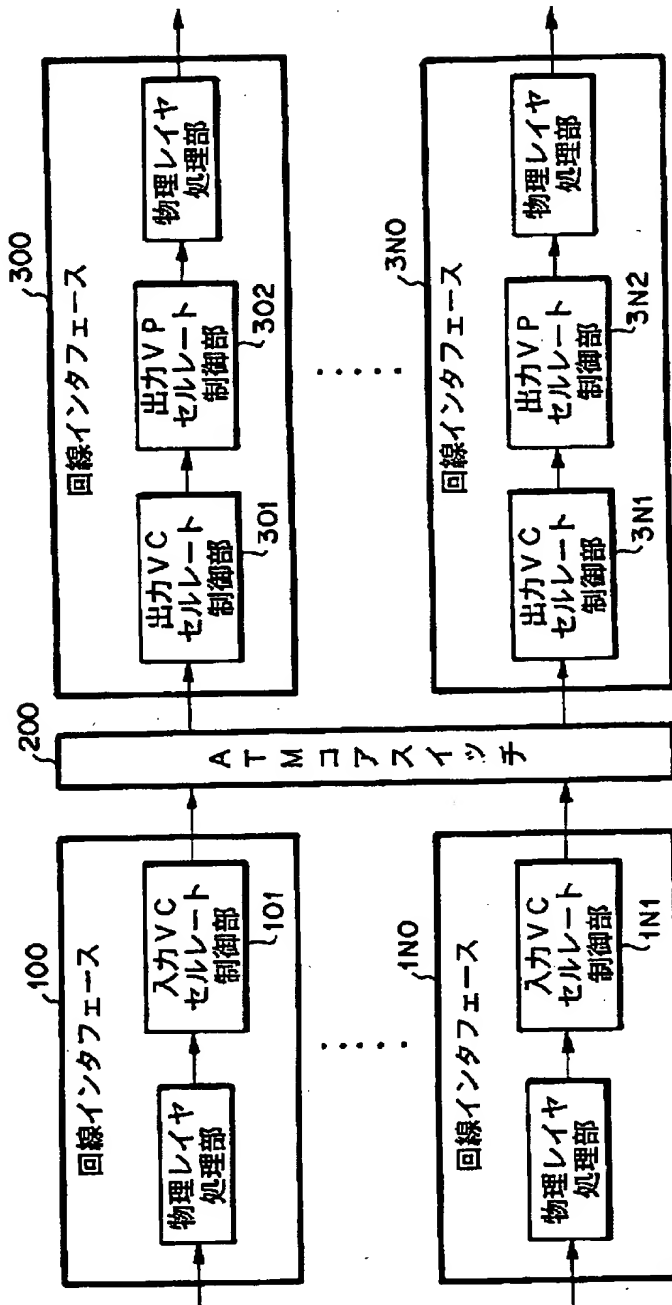 100
回線インタフェース
物理レイヤ
処理部
入力VC
セルレート
制御部
101
.....
1N0
回線インタフェース
物理レイヤ
処理部
入力VC
セルレート
制御部
1N1
200
ATMコアスイッチ
300
回線インタフェース
出力VC
セルレート
制御部
301
出力VP
セルレート
制御部
302
物理レイヤ
処理部
.....
3N0
回線インタフェース
出力VC
セルレート
制御部
3N1
出力VP
セルレート
制御部
3N2
物理レイヤ
処理部